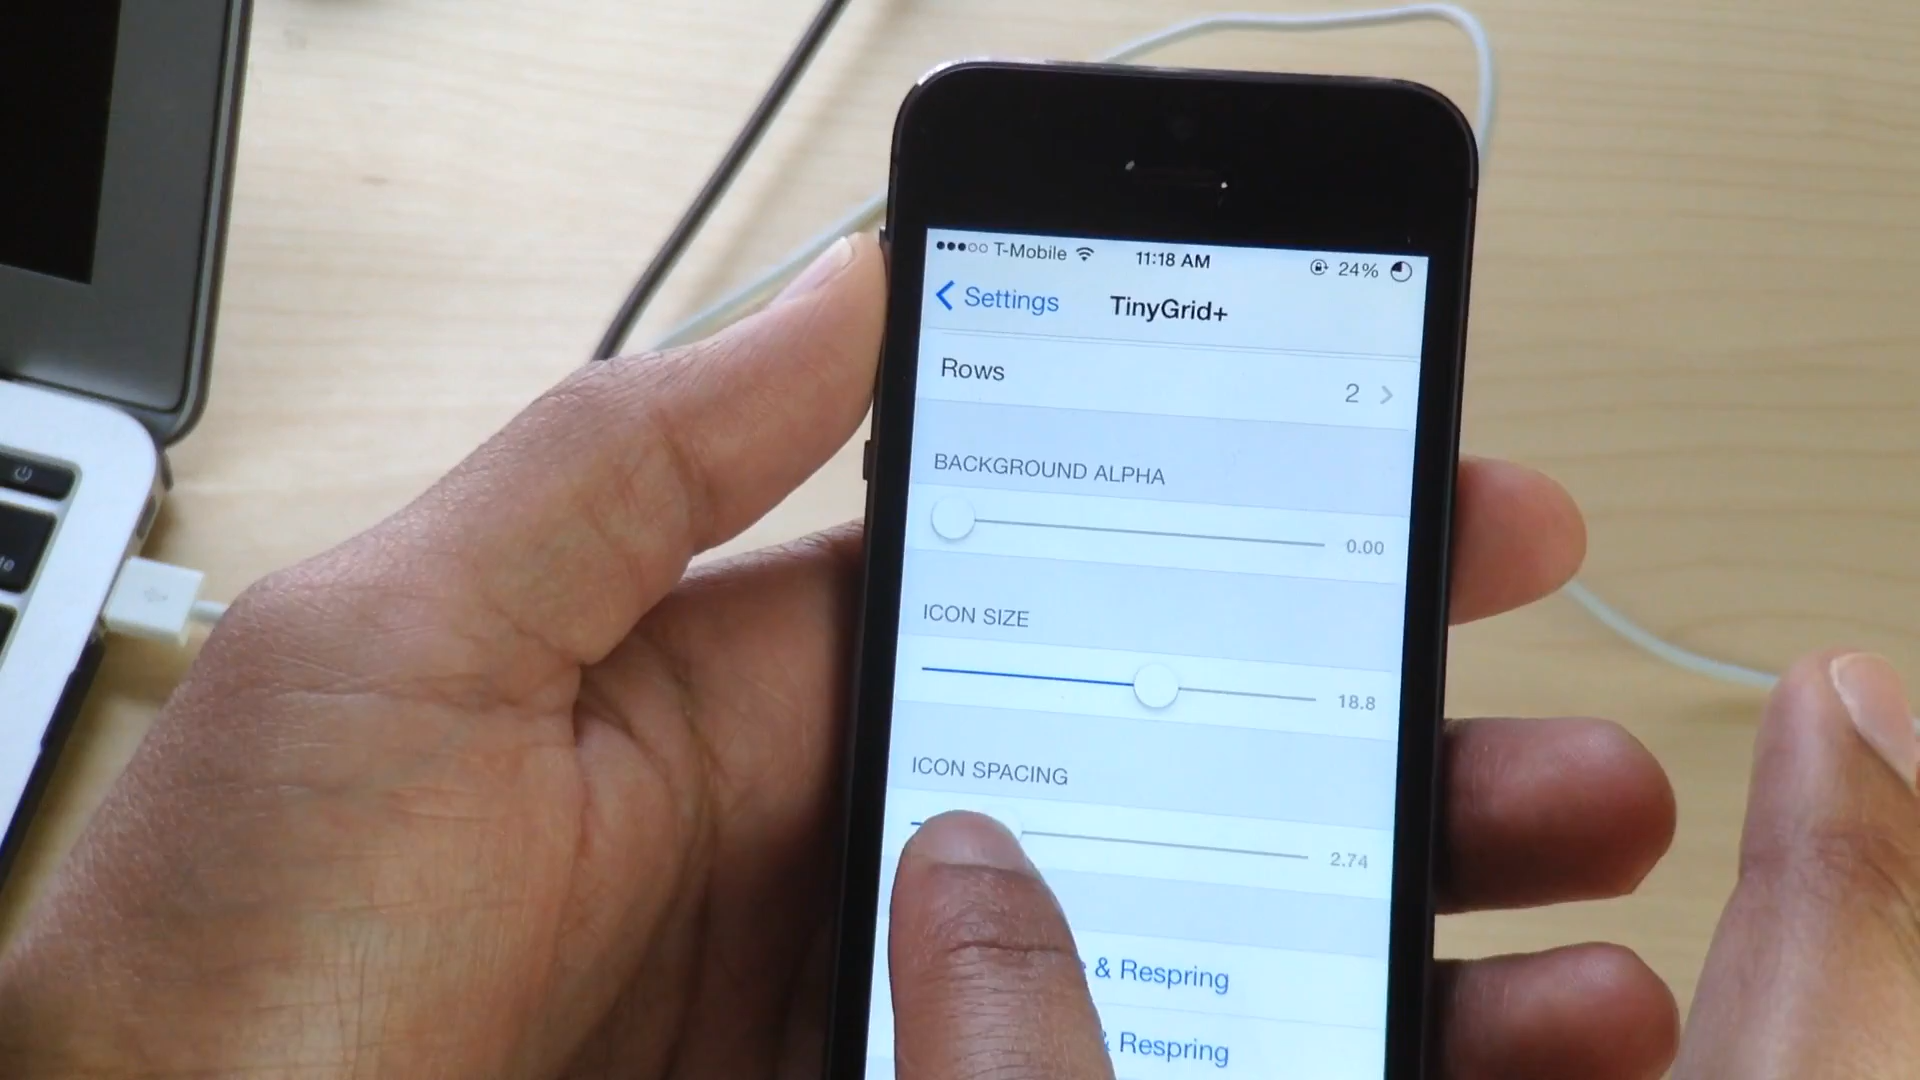 T-Mobile 11:18 AM 24%
Settings TinyGrid+
Rows 2
BACKGROUND ALPHA
0.00
ICON SIZE
18.8
ICON SPACING
2.74
& Respring
& Respring